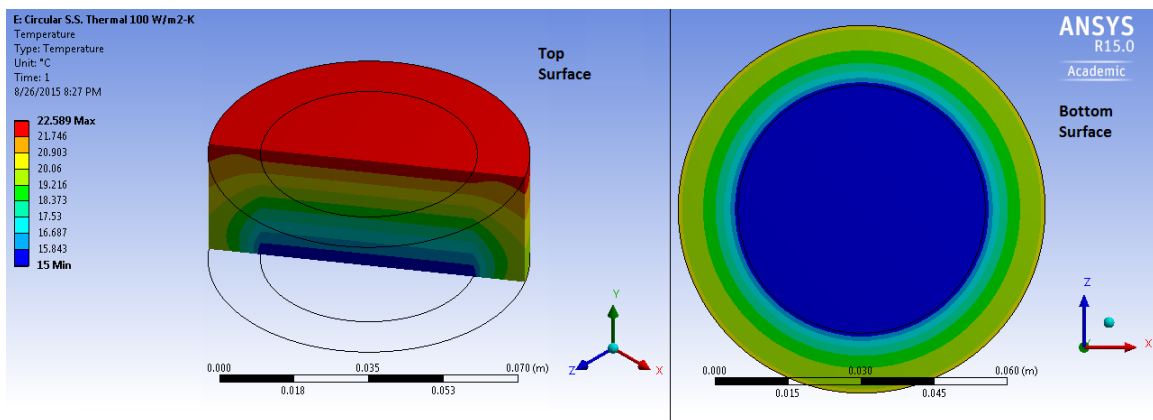 E: Circular S.S. Thermal 100 W/m2-K
Temperature
Type: Temperature
Unit: °C
Time: 1
8/26/2015 8:27 PM
22.589 Max
21.746
20.903
20.06
19.216
18.373
17.53
16.687
15.843
15 Min
Top
Surface
Y
Z
X
0.000
0.035
0.070 (m)
0.018
0.053
ANSYS
R15.0
Academic
Bottom
Surface
Z
Y
X
0.000
0.030
0.060 (m)
0.015
0.045